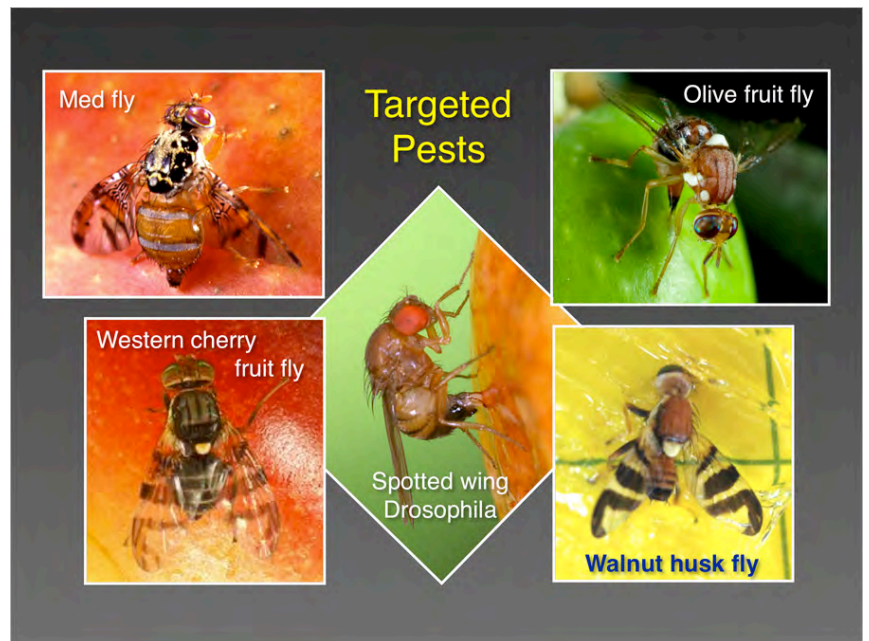 Med fly
Targeted
Pests
Olive fruit fly
Western cherry
fruit fly
Spotted wing
Drosophila
Walnut husk fly